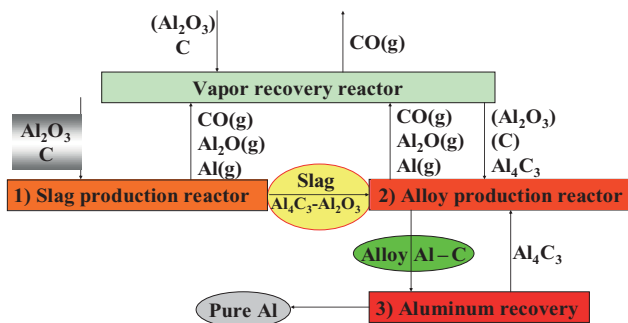 (Al₂O₃)
C
CO(g)
Vapor recovery reactor
Al₂O₃
C
CO(g)
Al₂O(g)
Al(g)
CO(g)
Al₂O(g)
Al(g)
(Al₂O₃)
(C)
Al₄C₃
1) Slag production reactor
Slag
Al₄C₃-Al₂O₃
2) Alloy production reactor
Alloy Al – C
Al₄C₃
Pure Al
3) Aluminum recovery